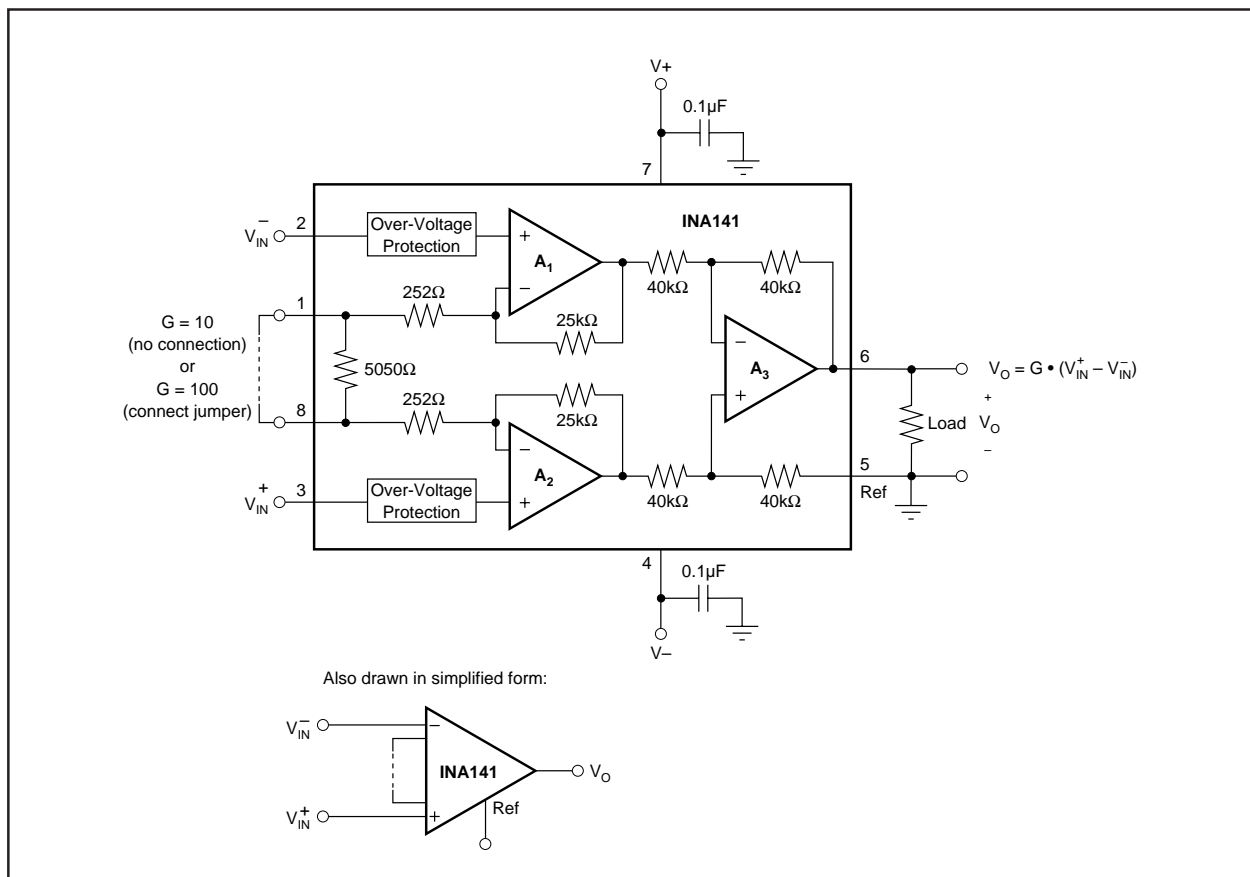 V+
0.1µF
7
INA141
V⁻IN
2
Over-Voltage
Protection
+
A1
−
40kΩ
40kΩ
1
252Ω
25kΩ
G = 10
(no connection)
or
G = 100
(connect jumper)
5050Ω
−
A3
+
6
VO = G • (V⁺IN – V⁻IN)
8
252Ω
25kΩ
Load
+
VO
−
−
A2
+
40kΩ
40kΩ
5
Ref
V⁺IN
3
Over-Voltage
Protection
4
0.1µF
V–
Also drawn in simplified form:
V⁻IN
−
INA141
VO
V⁺IN
+
Ref